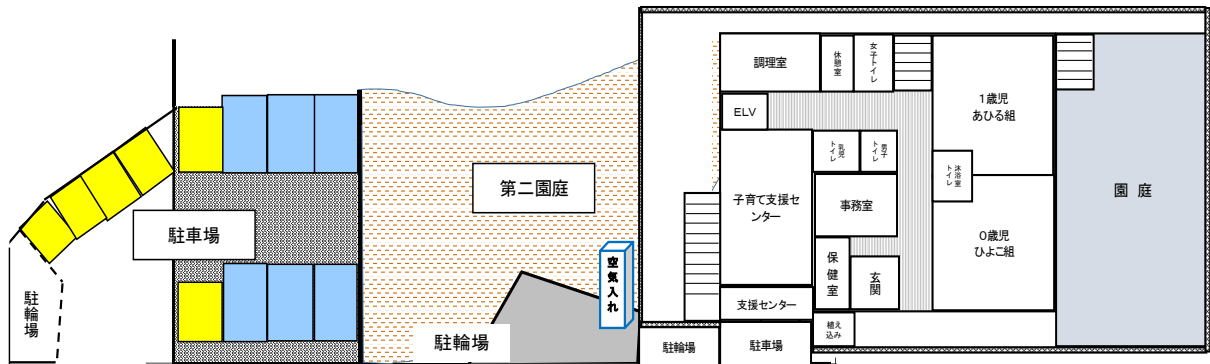 駐輪場
駐車場
第二園庭
空気入れ
駐輪場
調理室
休憩室
女子トイレ
ELV
乳児
トイレ
男子
トイレ
子育て支援セ
ンター
事務室
保健室
玄関
支援センター
植え
込み
駐輪場
駐車場
1歳児
あひる組
沐浴室
トイレ
0歳児
ひよこ組
園 庭